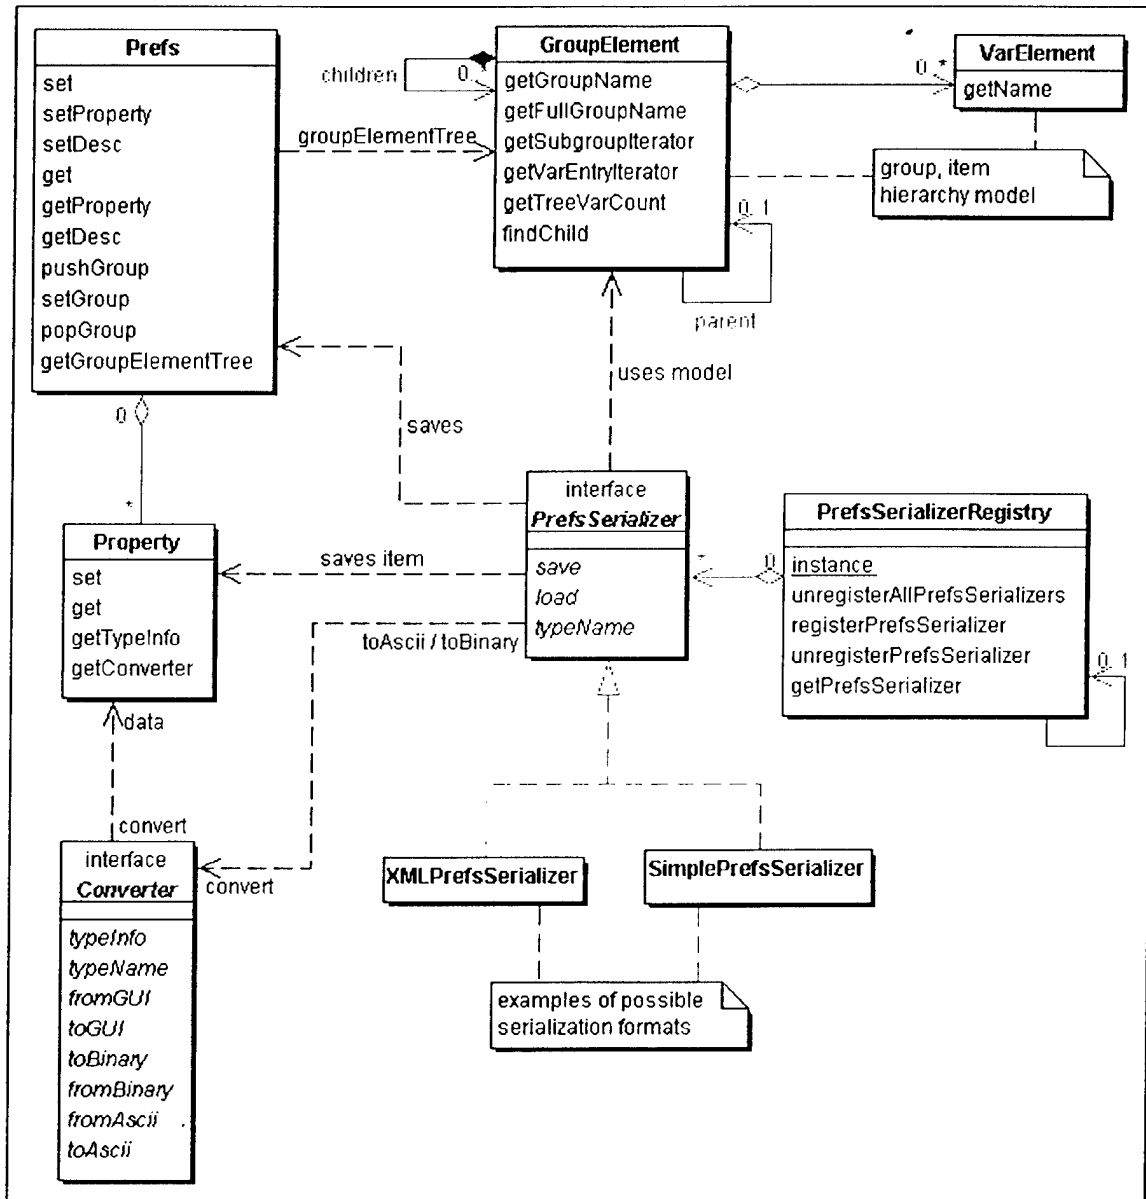 Prefs
set
setProperty
setDesc
get
getProperty
getDesc
pushGroup
setGroup
popGroup
getGroupElementTree
children
0..*
groupElementTree
GroupElement
getGroupName
getFullGroupName
getSubgroupIterator
getVarEntryIterator
getTreeVarCount
findChild
0..*
VarElement
getName
group, item
hierarchy model
0..1
parent
uses model
saves
0
*
Property
set
get
getTypeInfo
getConverter
saves item
toAscii / toBinary
interface
PrefsSerializer
save
load
typeName
*
0
PrefsSerializerRegistry
instance
unregisterAllPrefsSerializers
registerPrefsSerializer
unregisterPrefsSerializer
getPrefsSerializer
0..1
data
convert
convert
interface
Converter
typeInfo
typeName
fromGUI
toGUI
toBinary
fromBinary
fromAscii
toAscii
XMLPrefsSerializer
SimplePrefsSerializer
examples of possible
serialization formats